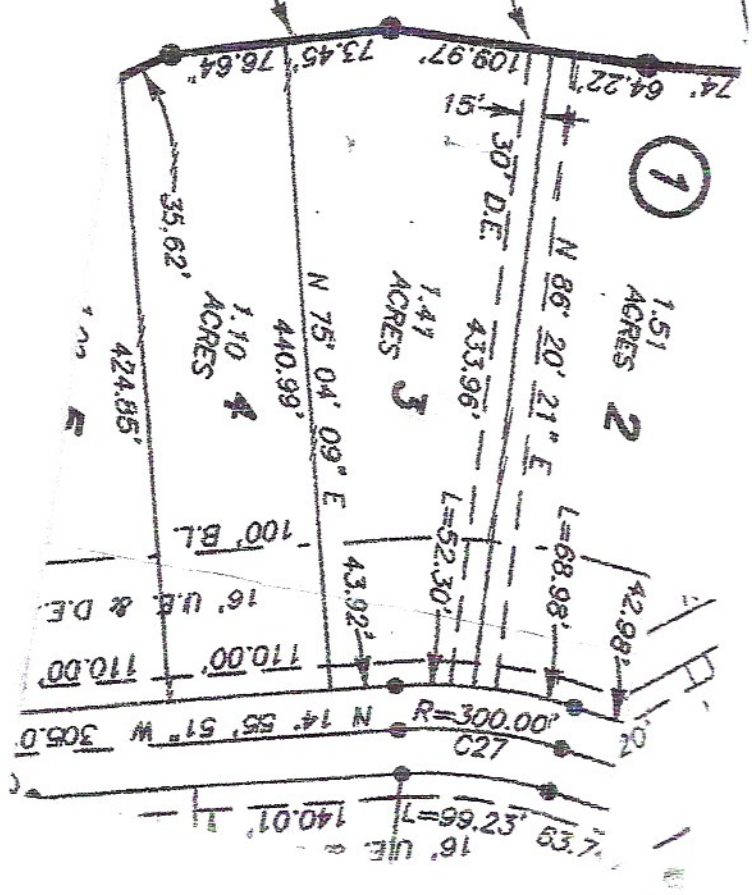 74'
64.22'
109.97'
73.45'
76.64'
15'
1
30' D.E.
35.62'
N 86° 20' 21" E
433.96'
1.51
ACRES
2
1.41
ACRES
3
N 75° 04' 09" E
440.99'
1.10
ACRES
4
424.85'
100' B.L.
L=52.30'
L=68.98'
42.98'
43.92'
16' U.E. & D.E.
110.00'
110.00'
R=300.00'
C27
20'
N 14° 55' 51" W
305.0
140.01'
L=99.23'
63.7
16' U.E.